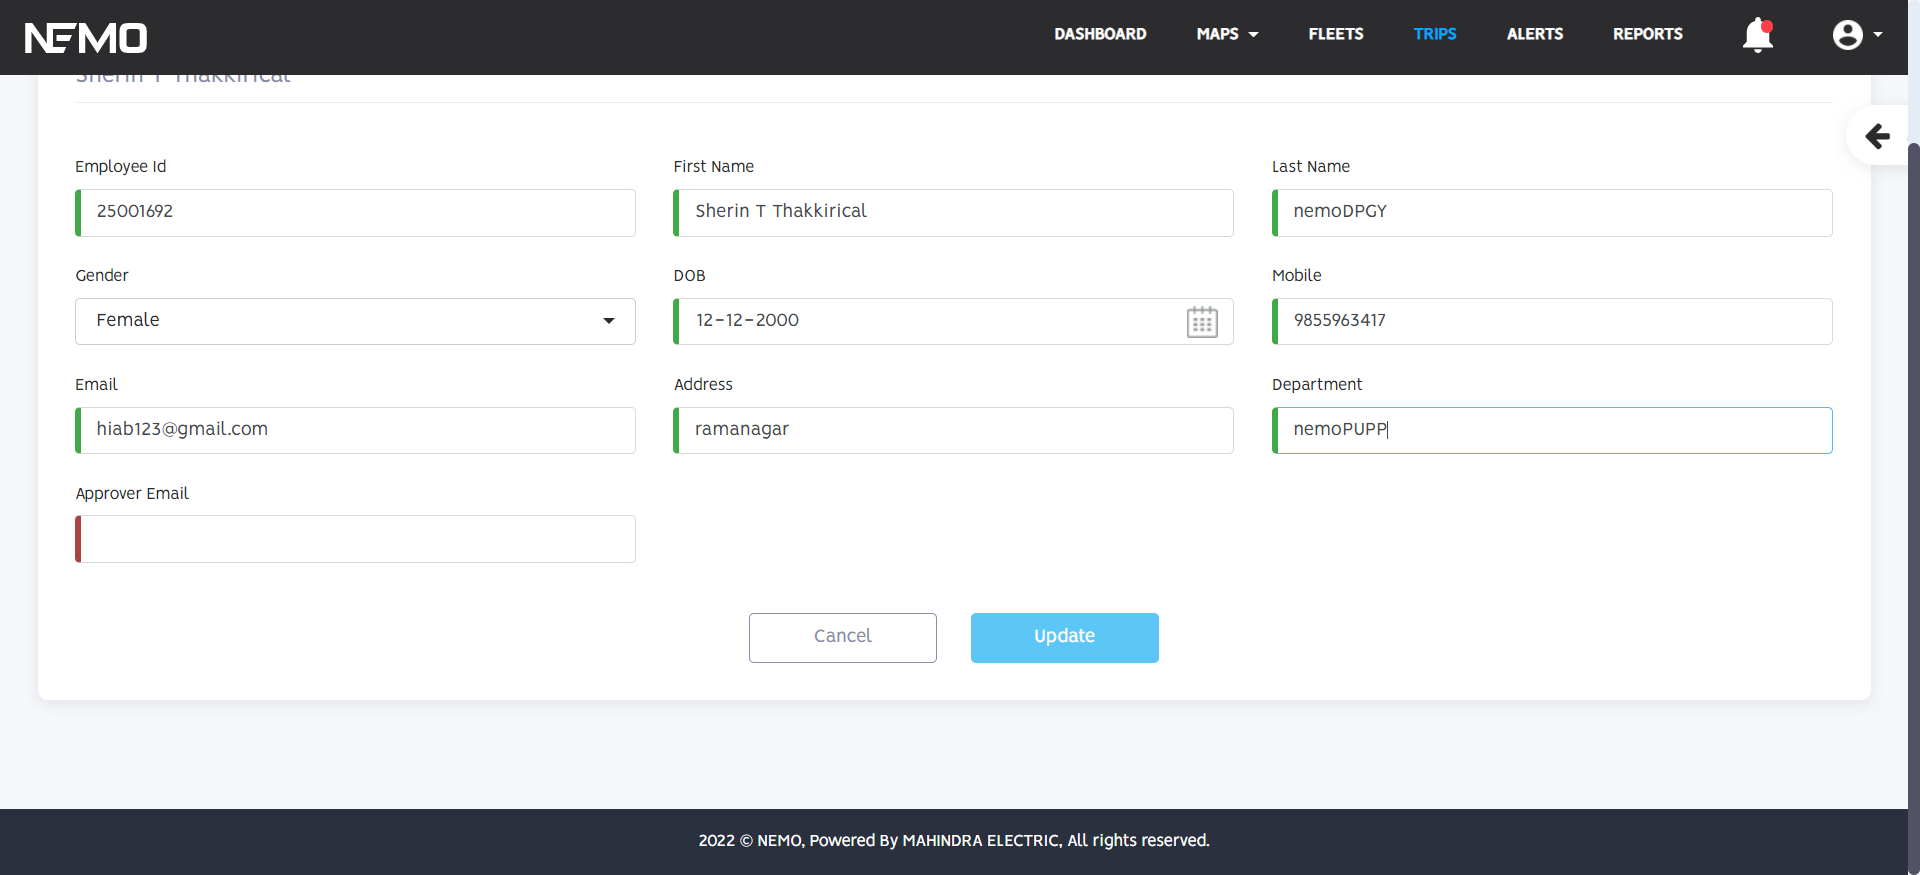 NEMO
DASHBOARD MAPS FLEETS TRIPS ALERTS REPORTS
Sherin T Thakkirical
Employee Id First Name Last Name
25001692 Sherin T Thakkirical nemoDPGY
Gender DOB Mobile
Female 12-12-2000 9855963417
Email Address Department
hiab123@gmail.com ramanagar nemoPUPP
Approver Email
Cancel Update
2022 © NEMO, Powered By MAHINDRA ELECTRIC, All rights reserved.